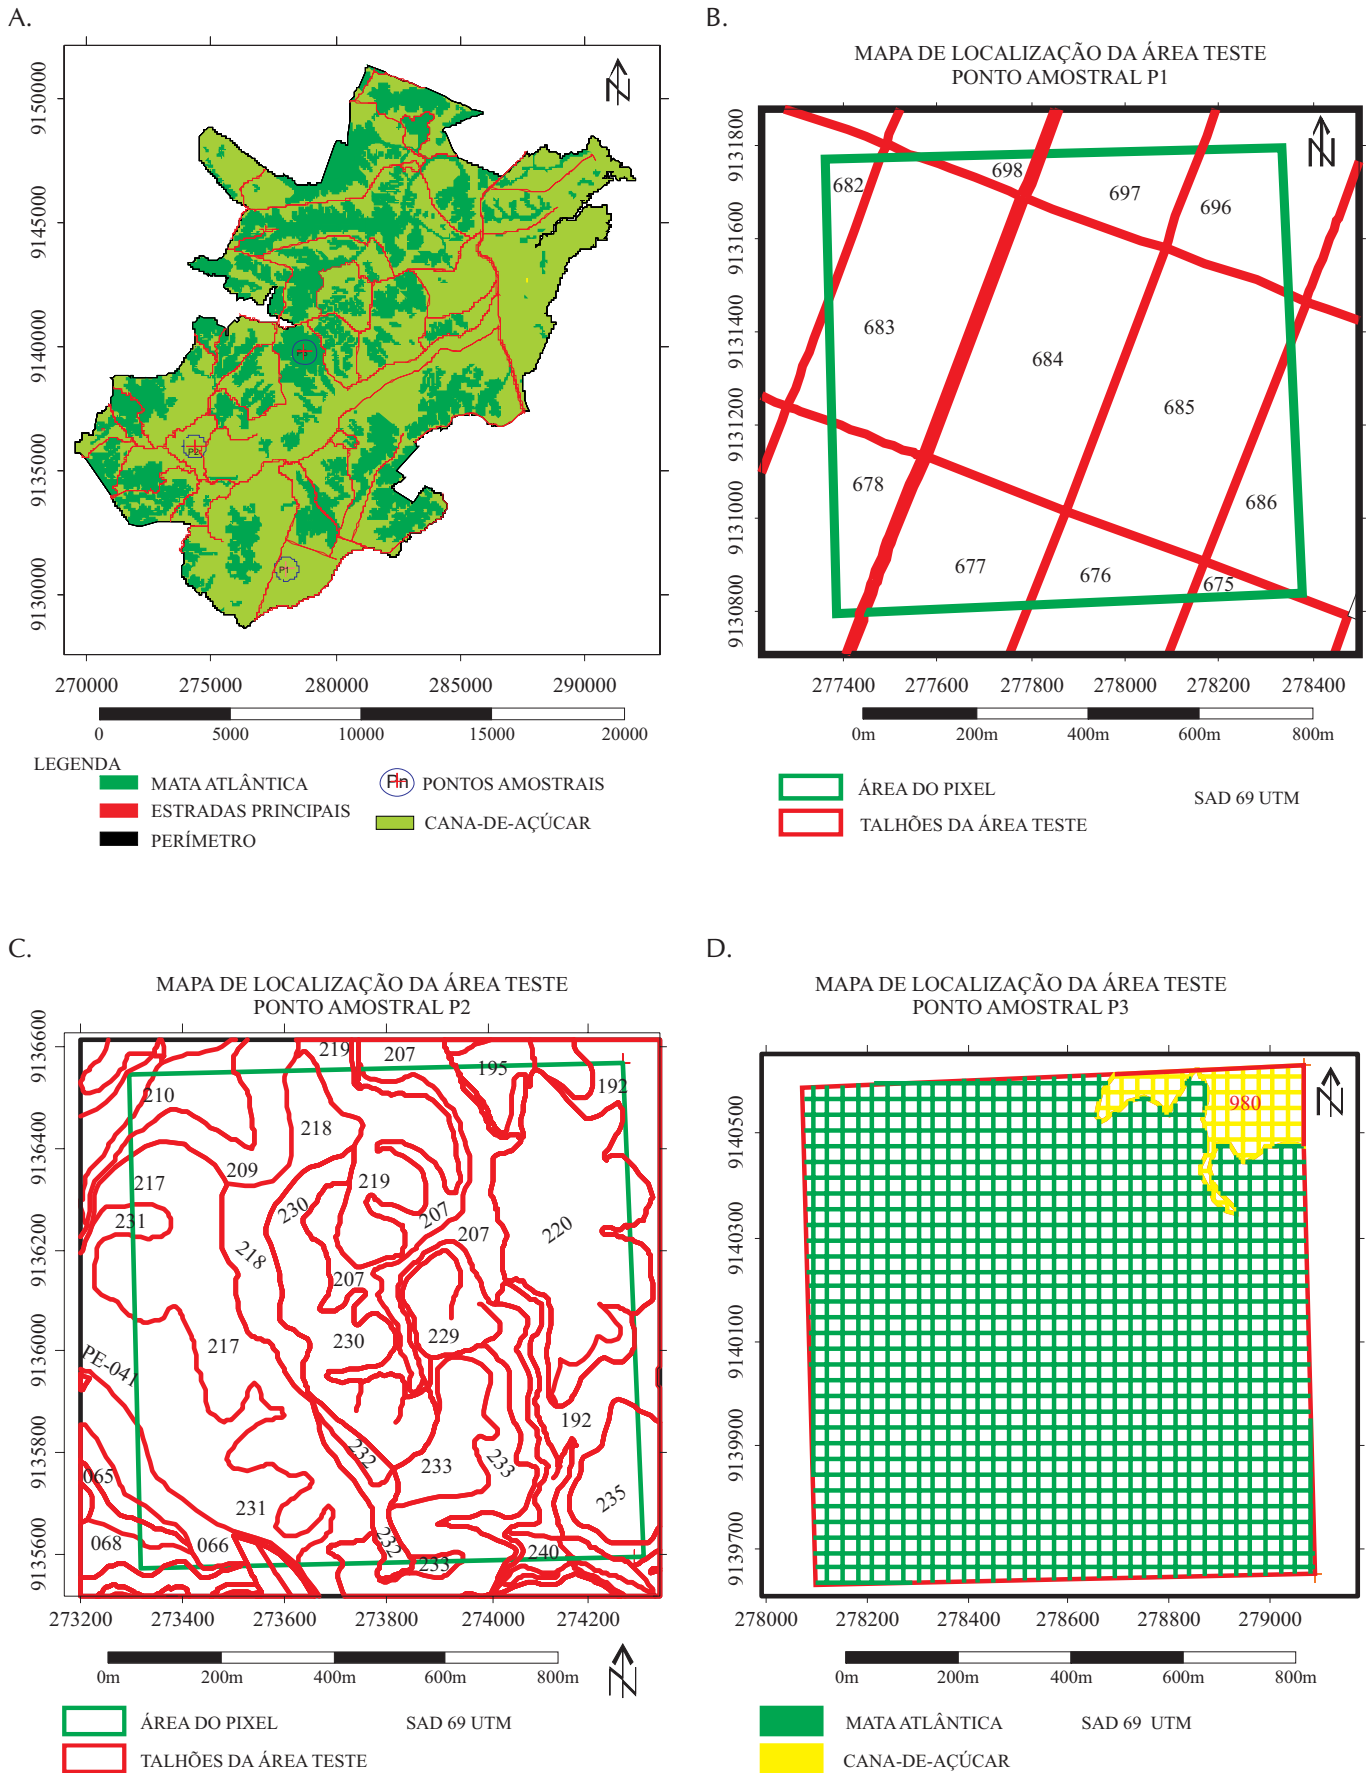 A.
9150000
9145000
9140000
9135000
9130000
N
P3
P2
P1
270000 275000 280000 285000 290000
0 5000 10000 15000 20000
LEGENDA
MATA ATLÂNTICA
ESTRADAS PRINCIPAIS
PERÍMETRO
Pn PONTOS AMOSTRAIS
CANA-DE-AÇÚCAR
B.
MAPA DE LOCALIZAÇÃO DA ÁREA TESTE
PONTO AMOSTRAL P1
9131800
9131600
9131400
9131200
9131000
9130800
N
682 698 697 696
683 684 685
678 686
677 676 675
277400 277600 277800 278000 278200 278400
0m 200m 400m 600m 800m
ÁREA DO PIXEL
TALHÕES DA ÁREA TESTE
SAD 69 UTM
C.
MAPA DE LOCALIZAÇÃO DA ÁREA TESTE
PONTO AMOSTRAL P2
9136600
9136400
9136200
9136000
9135800
9135600
219 207 195 192
210 218
209 219
217 230 207
231 218 207 220
207
217 230 229
PE-041
192
232 233 233
065 231 235
068 066 232 233 240
273200 273400 273600 273800 274000 274200
0m 200m 400m 600m 800m
N
ÁREA DO PIXEL
TALHÕES DA ÁREA TESTE
SAD 69 UTM
D.
MAPA DE LOCALIZAÇÃO DA ÁREA TESTE
PONTO AMOSTRAL P3
9140500
9140300
9140100
9139900
9139700
980
N
278000 278200 278400 278600 278800 279000
0m 200m 400m 600m 800m
MATA ATLÂNTICA
CANA-DE-AÇÚCAR
SAD 69 UTM